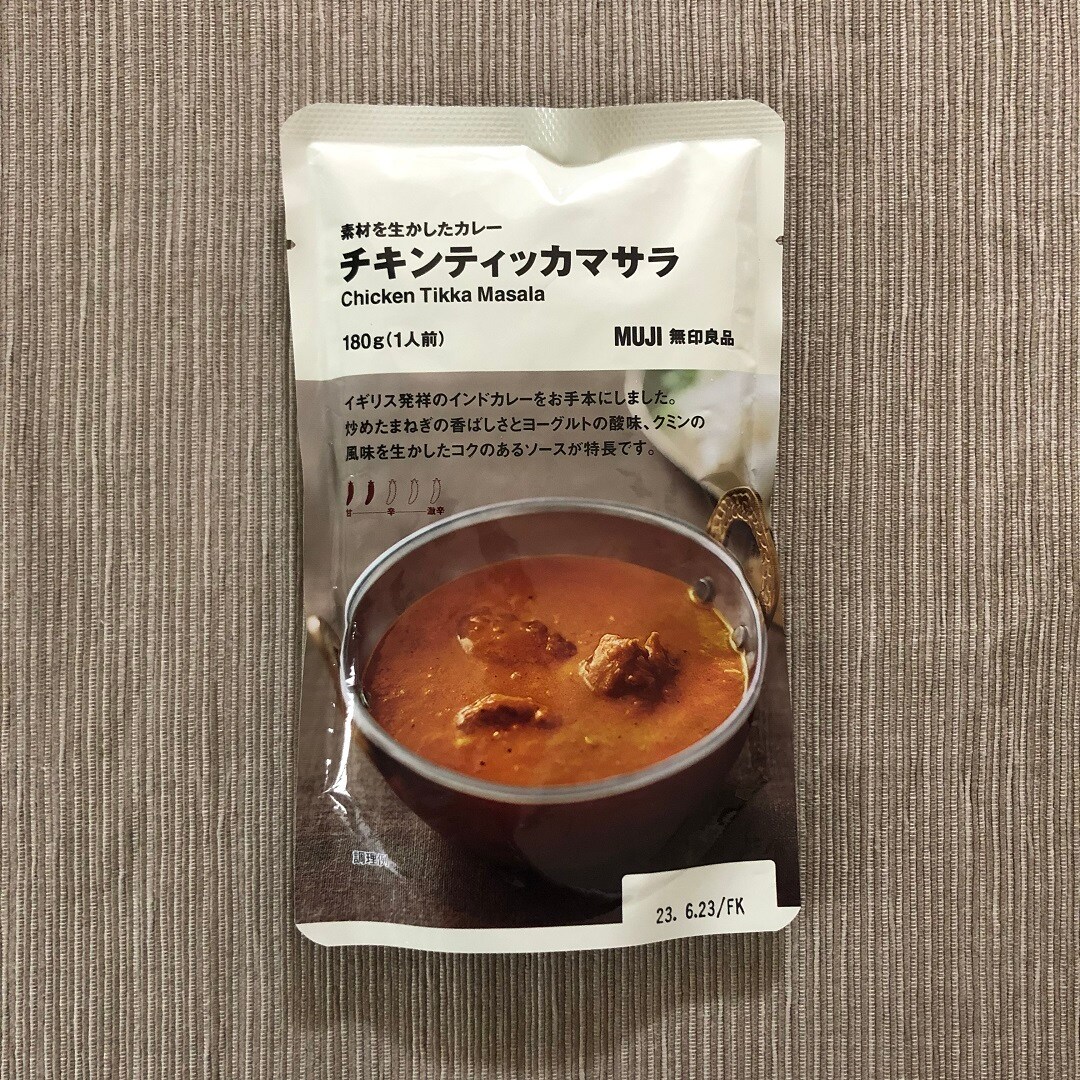 素材を生かしたカレー
チキンティッカマサラ
Chicken Tikka Masala
180g(1人前)
MUJI 無印良品
イギリス発祥のインドカレーをお手本にしました。
炒めたまねぎの香ばしさとヨーグルトの酸味、クミンの
風味を生かしたコクのあるソースが特長です。
甘 辛 激辛
調理例
23. 6.23/FK